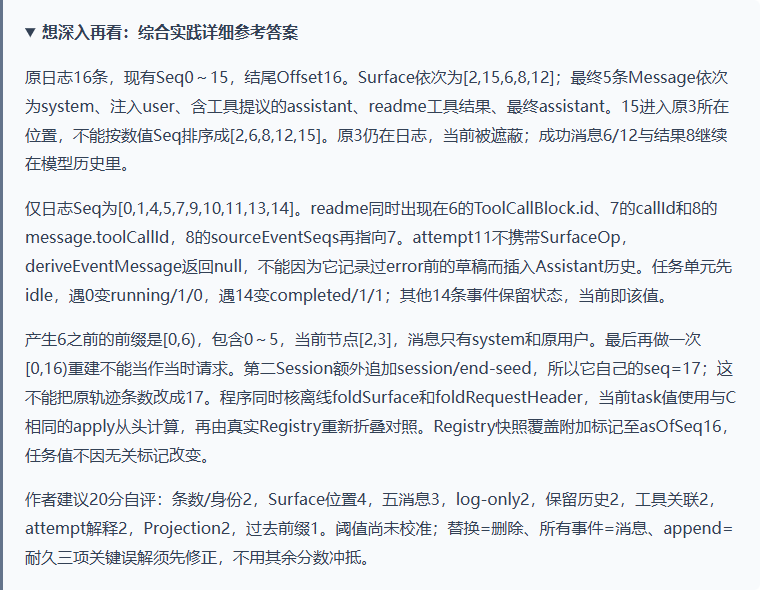 ▼ 想深入再看：综合实践详细参考答案
原日志16条，现有Seq0～15，结尾Offset16。Surface依次为[2,15,6,8,12]；最终5条Message依次
为system、注入user、含工具提议的assistant、readme工具结果、最终assistant。15进入原3所在
位置，不能按数值Seq排序成[2,6,8,12,15]。原3仍在日志，当前被遮蔽；成功消息6/12与结果8继续
在模型历史里。
仅日志Seq为[0,1,4,5,7,9,10,11,13,14]。readme同时出现在6的ToolCallBlock.id、7的callId和8的
message.toolCallId，8的sourceEventSeqs再指向7。attempt11不携带SurfaceOp，
deriveEventMessage返回null，不能因为它记录过error前的草稿而插入Assistant历史。任务单元先
idle，遇0变running/1/0，遇14变completed/1/1；其他14条事件保留状态，当前即该值。
产生6之前的前缀是[0,6)，包含0～5，当前节点[2,3]，消息只有system和原用户。最后再做一次
[0,16)重建不能当作当时请求。第二Session额外追加session/end-seed，所以它自己的seq=17；这
不能把原轨迹条数改成17。程序同时核离线foldSurface和foldRequestHeader，当前task值使用与C
相同的apply从头计算，再由真实Registry重新折叠对照。Registry快照覆盖附加标记至asOfSeq16，
任务值不因无关标记改变。
作者建议20分自评：条数/身份2，Surface位置4，五消息3，log-only2，保留历史2，工具关联2，
attempt解释2，Projection2，过去前缀1。阈值尚未校准；替换=删除、所有事件=消息、append=
耐久三项关键误解须先修正，不用其余分数冲抵。